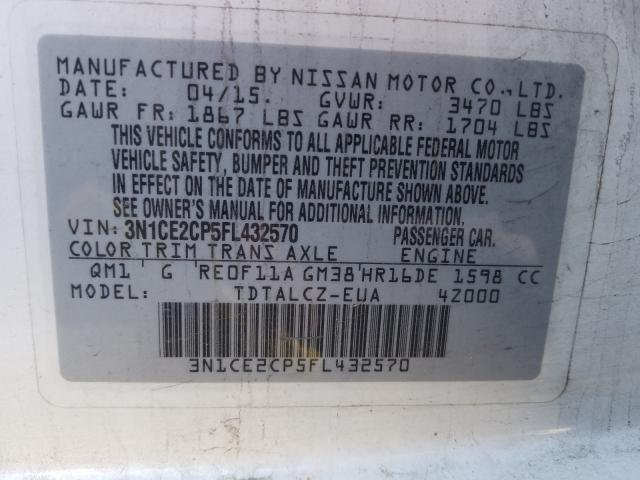 MANUFACTURED BY NISSAN MOTOR CO., LTD.
DATE: 04/15. GVWR: 3470 LBS
GAWR FR: 1867 LBS GAWR RR: 1704 LBS
THIS VEHICLE CONFORMS TO ALL APPLICABLE FEDERAL MOTOR
VEHICLE SAFETY, BUMPER AND THEFT PREVENTION STANDARDS
IN EFFECT ON THE DATE OF MANUFACTURE SHOWN ABOVE.
SEE OWNER'S MANUAL FOR ADDITIONAL INFORMATION.
VIN: 3N1CE2CP5FL432570 PASSENGER CAR.
COLOR TRIM TRANS AXLE ENGINE
QM1 G RE0F11A GM38 HR16DE 1598 CC
MODEL: TDTALCZ-EUA 4Z000
3N1CE2CP5FL432570